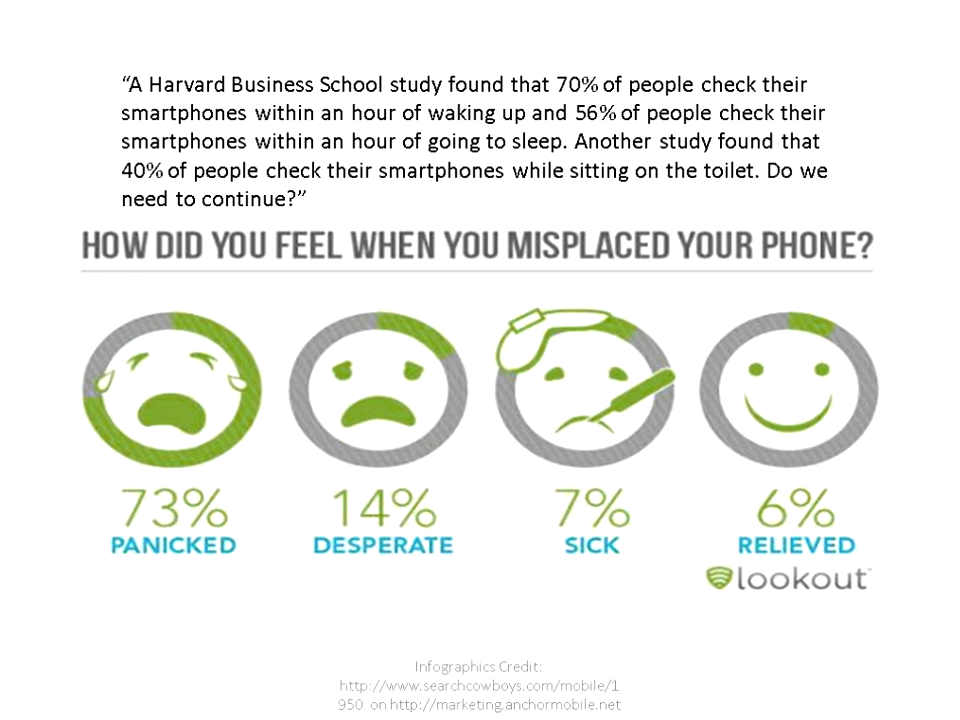 “A Harvard Business School study found that 70% of people check their
smartphones within an hour of waking up and 56% of people check their
smartphones within an hour of going to sleep. Another study found that
40% of people check their smartphones while sitting on the toilet. Do we
need to continue?”
HOW DID YOU FEEL WHEN YOU MISPLACED YOUR PHONE?
73% 14% 7% 6%
PANICKED DESPERATE SICK RELIEVED
lookout™
Infographics Credit:
http://www.searchcowboys.com/mobile/1
950 on http://marketing.anchormobile.net